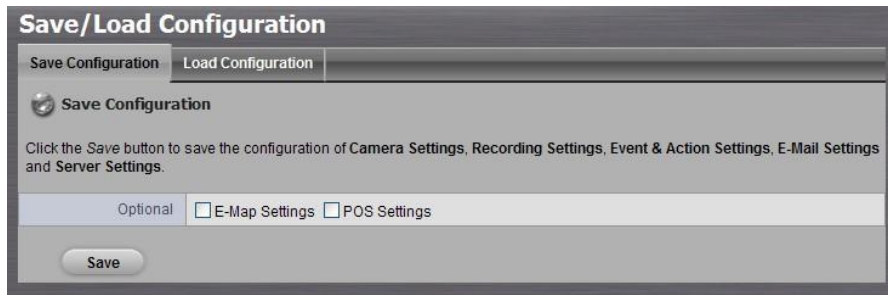 Save/Load Configuration
Save Configuration Load Configuration
Save Configuration
Click the Save button to save the configuration of Camera Settings, Recording Settings, Event & Action Settings, E-Mail Settings
and Server Settings.
Optional E-Map Settings POS Settings
Save